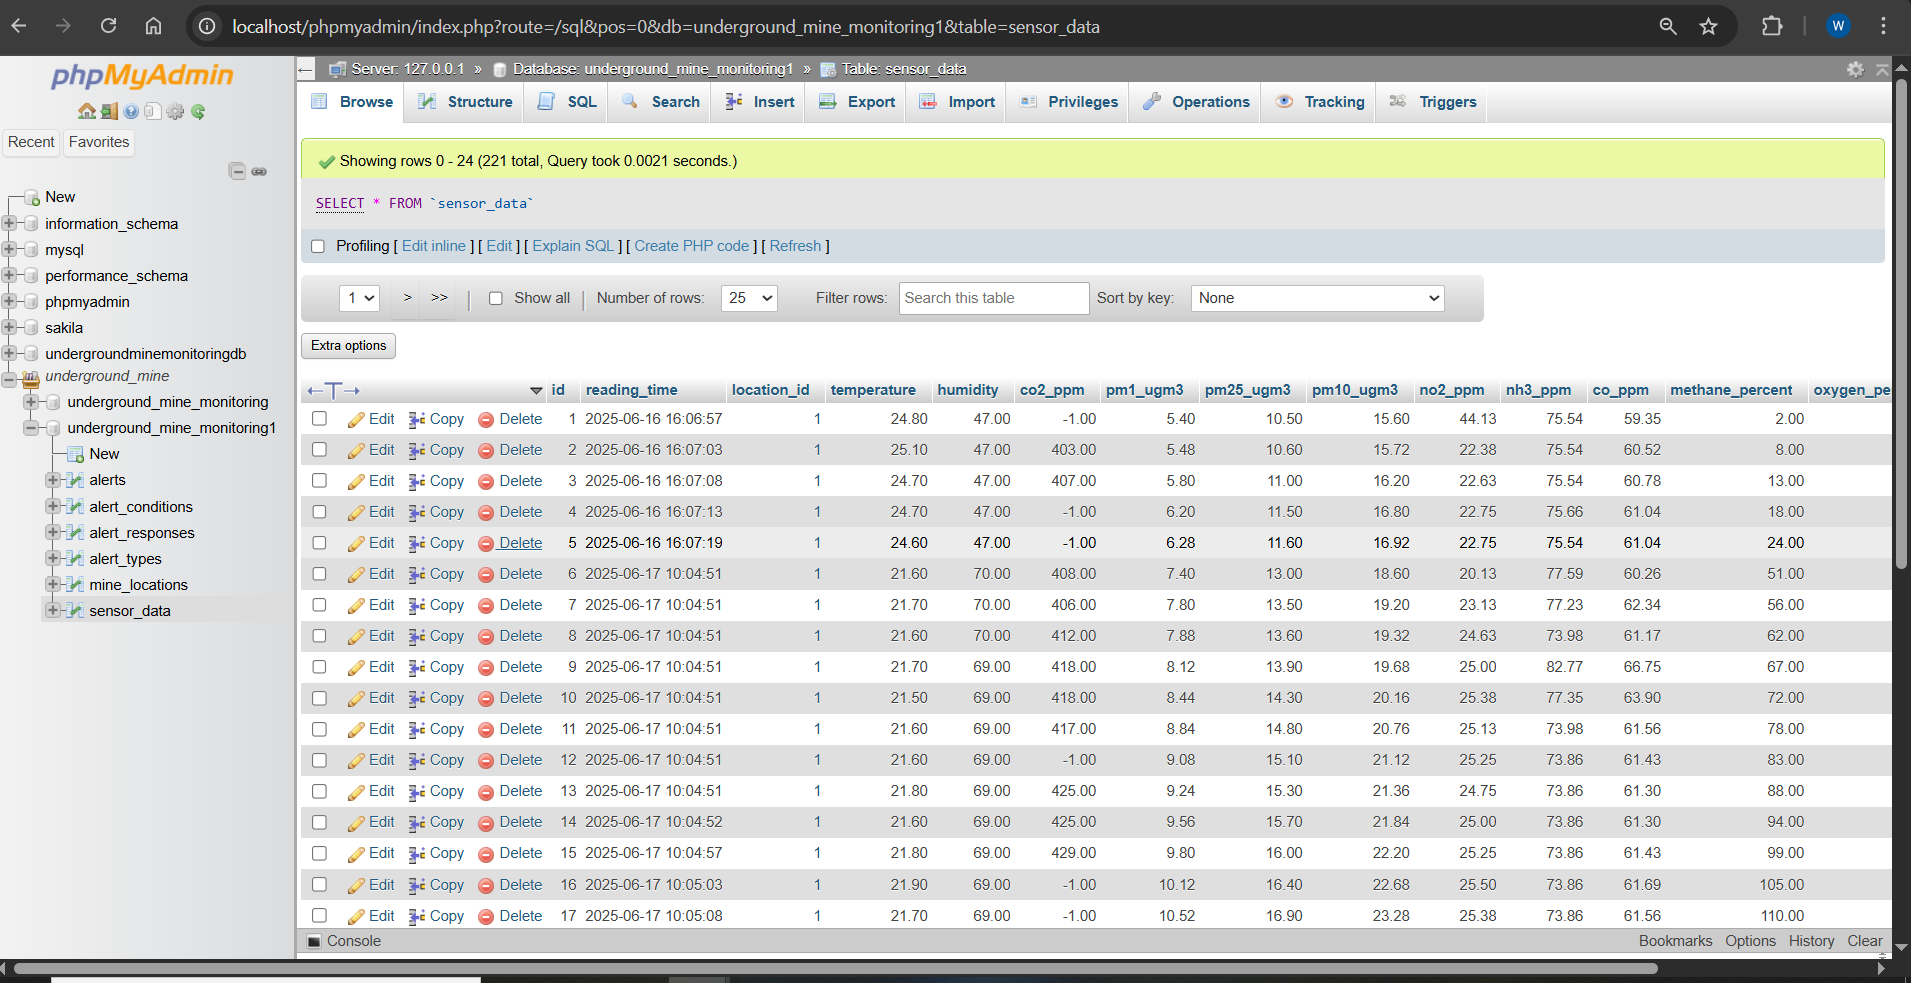 localhost/phpmyadmin/index.php?route=/sql&pos=0&db=underground_mine_monitoring1&table=sensor_data
W
phpMyAdmin
Recent Favorites
New
information_schema
mysql
performance_schema
phpmyadmin
sakila
undergroundminemonitoringdb
underground_mine
underground_mine_monitoring
underground_mine_monitoring1
New
alerts
alert_conditions
alert_responses
alert_types
mine_locations
sensor_data
Server: 127.0.0.1 » Database: underground_mine_monitoring1 » Table: sensor_data
Browse Structure SQL Search Insert Export Import Privileges Operations Tracking Triggers
Showing rows 0 - 24 (221 total, Query took 0.0021 seconds.)
SELECT * FROM `sensor_data`
Profiling [ Edit inline ] [ Edit ] [ Explain SQL ] [ Create PHP code ] [ Refresh ]
1 > >> | Show all | Number of rows: 25 Filter rows: Search this table Sort by key: None
Extra options
←T→ id reading_time location_id temperature humidity co2_ppm pm1_ugm3 pm25_ugm3 pm10_ugm3 no2_ppm nh3_ppm co_ppm methane_percent oxygen_pe
Edit Copy Delete 1 2025-06-16 16:06:57 1 24.80 47.00 -1.00 5.40 10.50 15.60 44.13 75.54 59.35 2.00
Edit Copy Delete 2 2025-06-16 16:07:03 1 25.10 47.00 403.00 5.48 10.60 15.72 22.38 75.54 60.52 8.00
Edit Copy Delete 3 2025-06-16 16:07:08 1 24.70 47.00 407.00 5.80 11.00 16.20 22.63 75.54 60.78 13.00
Edit Copy Delete 4 2025-06-16 16:07:13 1 24.70 47.00 -1.00 6.20 11.50 16.80 22.75 75.66 61.04 18.00
Edit Copy Delete 5 2025-06-16 16:07:19 1 24.60 47.00 -1.00 6.28 11.60 16.92 22.75 75.54 61.04 24.00
Edit Copy Delete 6 2025-06-17 10:04:51 1 21.60 70.00 408.00 7.40 13.00 18.60 20.13 77.59 60.26 51.00
Edit Copy Delete 7 2025-06-17 10:04:51 1 21.70 70.00 406.00 7.80 13.50 19.20 23.13 77.23 62.34 56.00
Edit Copy Delete 8 2025-06-17 10:04:51 1 21.60 70.00 412.00 7.88 13.60 19.32 24.63 73.98 61.17 62.00
Edit Copy Delete 9 2025-06-17 10:04:51 1 21.70 69.00 418.00 8.12 13.90 19.68 25.00 82.77 66.75 67.00
Edit Copy Delete 10 2025-06-17 10:04:51 1 21.50 69.00 418.00 8.44 14.30 20.16 25.38 77.35 63.90 72.00
Edit Copy Delete 11 2025-06-17 10:04:51 1 21.60 69.00 417.00 8.84 14.80 20.76 25.13 73.98 61.56 78.00
Edit Copy Delete 12 2025-06-17 10:04:51 1 21.60 69.00 -1.00 9.08 15.10 21.12 25.25 73.86 61.43 83.00
Edit Copy Delete 13 2025-06-17 10:04:51 1 21.80 69.00 425.00 9.24 15.30 21.36 24.75 73.86 61.30 88.00
Edit Copy Delete 14 2025-06-17 10:04:52 1 21.60 69.00 425.00 9.56 15.70 21.84 25.00 73.86 61.30 94.00
Edit Copy Delete 15 2025-06-17 10:04:57 1 21.80 69.00 429.00 9.80 16.00 22.20 25.25 73.86 61.43 99.00
Edit Copy Delete 16 2025-06-17 10:05:03 1 21.90 69.00 -1.00 10.12 16.40 22.68 25.50 73.86 61.69 105.00
Edit Copy Delete 17 2025-06-17 10:05:08 1 21.70 69.00 -1.00 10.52 16.90 23.28 25.38 73.86 61.56 110.00
Console Bookmarks Options History Clear